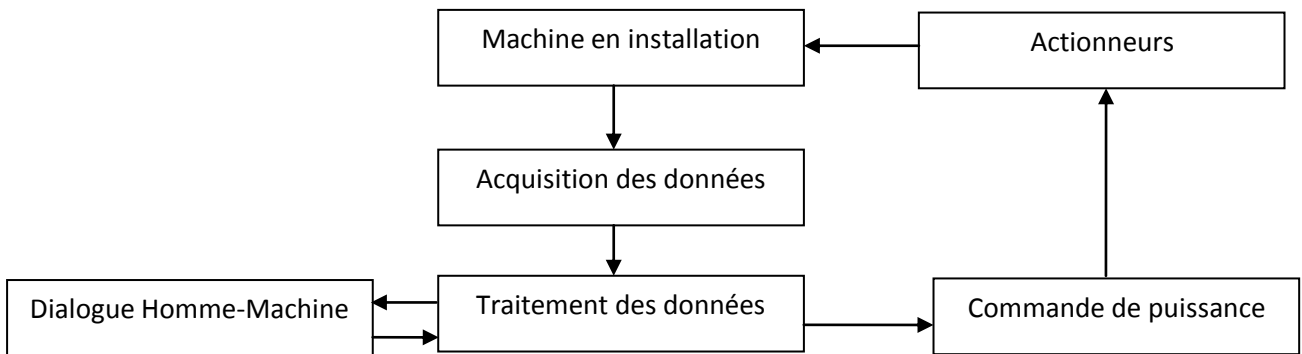 Machine en installation
Actionneurs
Acquisition des données
Dialogue Homme-Machine
Traitement des données
Commande de puissance